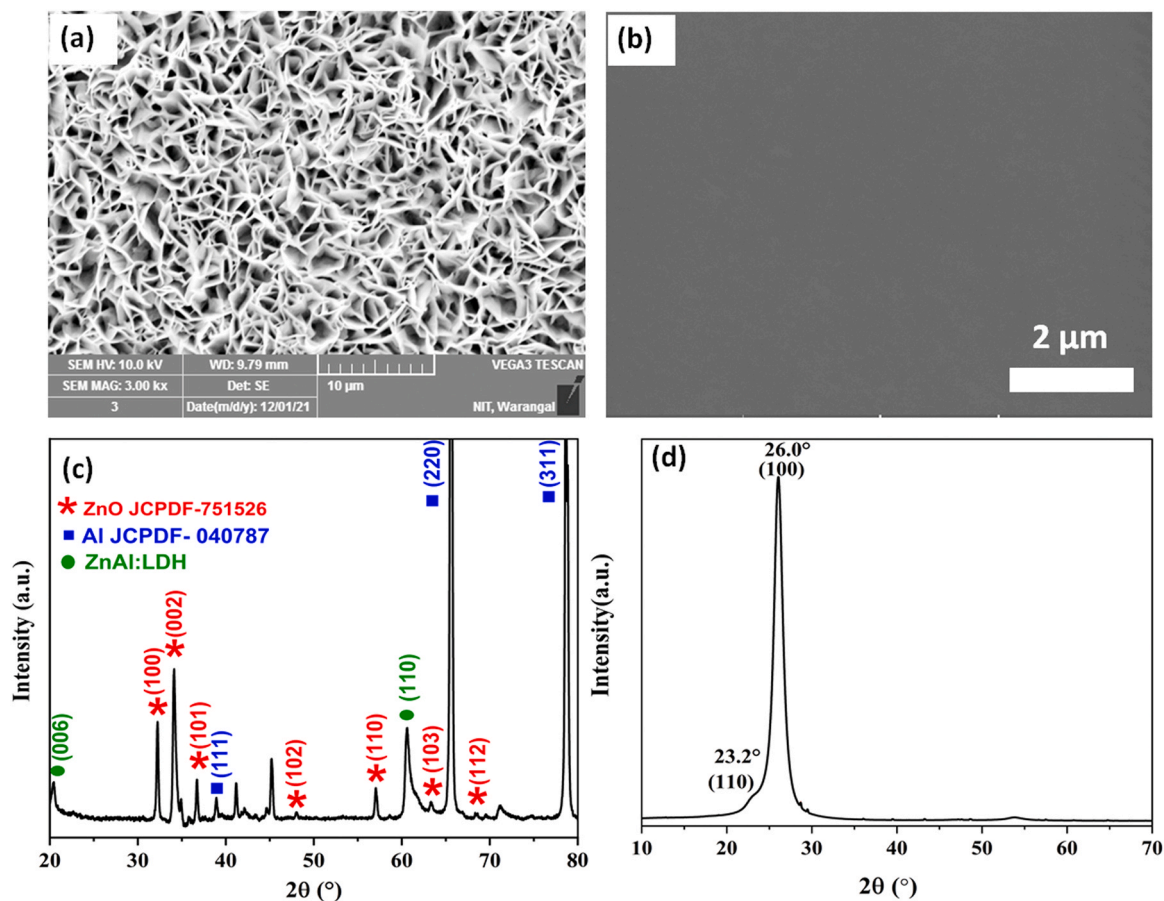 (a)
SEM HV: 10.0 kV WD: 9.79 mm VEGA3 TESCAN
SEM MAG: 3.00 kx Det: SE 10 µm
3 Date(m/d/y): 12/01/21 NIT, Warangal
(b)
2 µm
(c)
* ZnO JCPDF-751526
■ Al JCPDF- 040787
● ZnAl:LDH
Intensity (a.u.)
●(006)
*(100)
*(002)
*(101)
■(111)
*(102)
*(110)
●(110)
*(103)
■(220)
*(112)
■(311)
20 30 40 50 60 70 80
2θ (°)
(d)
26.0°
(100)
23.2°
(110)
Intensity(a.u.)
10 20 30 40 50 60 70
2θ (°)